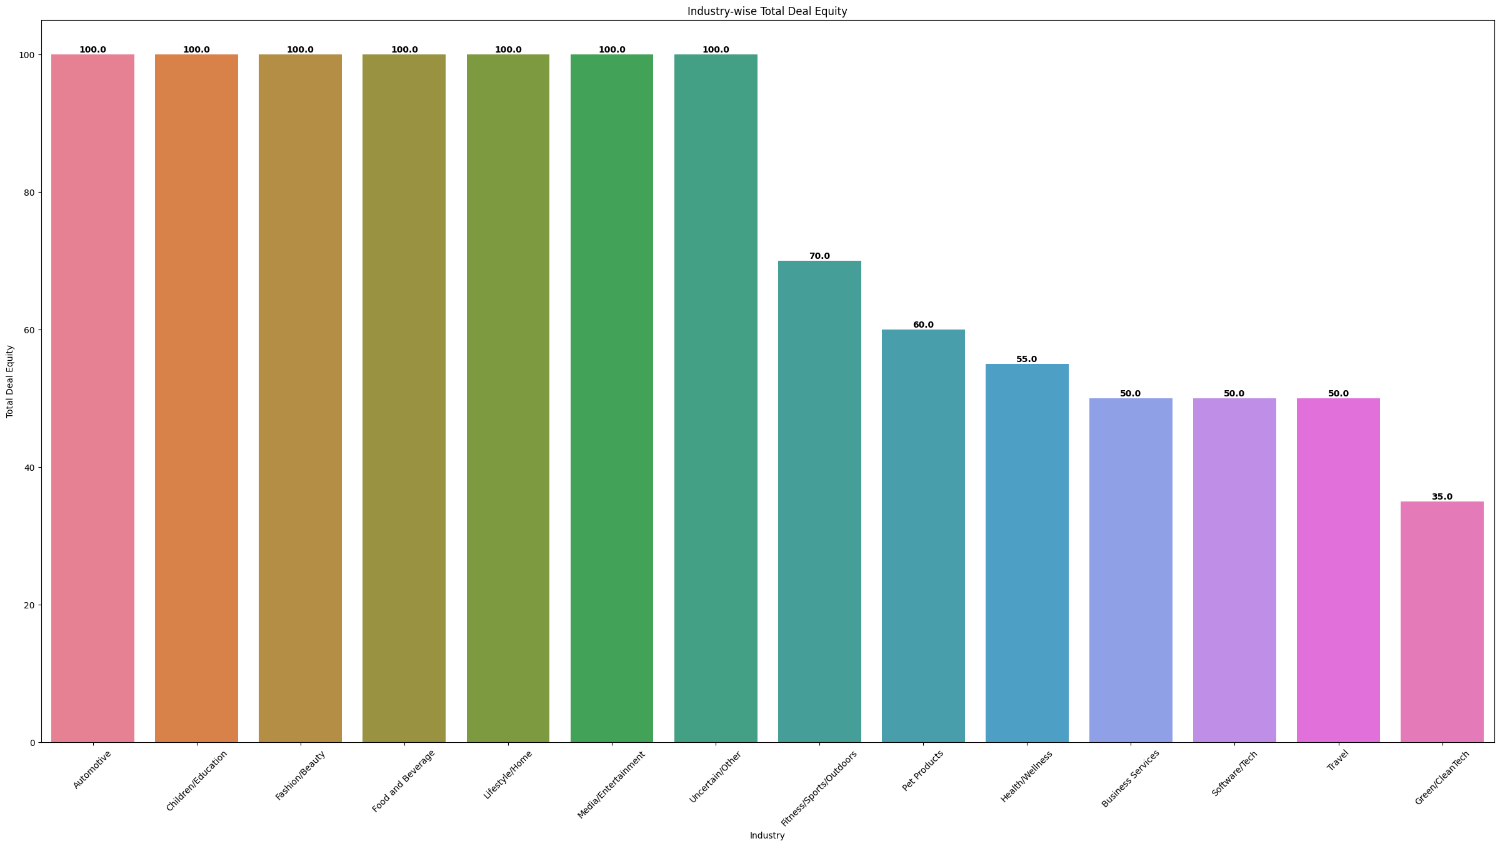 Industry-wise Total Deal Equity
100.0 100.0 100.0 100.0 100.0 100.0 100.0
70.0
60.0
55.0
50.0 50.0 50.0
35.0
100
80
60
40
20
0
Total Deal Equity
Automotive
Children/Education
Fashion/Beauty
Food and Beverage
Lifestyle/Home
Media/Entertainment
Uncertain/Other
Fitness/Sports/Outdoors
Pet Products
Health/Wellness
Business Services
Software/Tech
Travel
Green/CleanTech
Industry